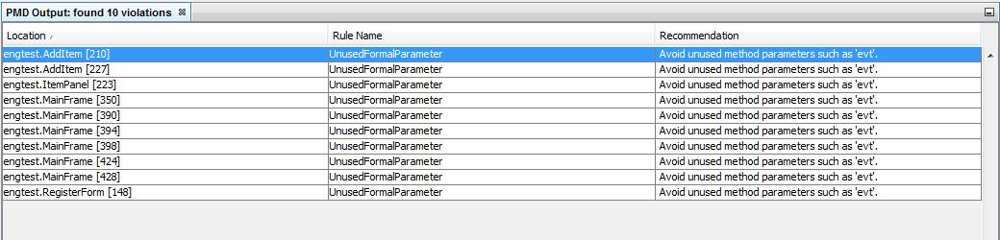 PMD Output: found 10 violations
Location Rule Name Recommendation
engtest.AddItem [210] UnusedFormalParameter Avoid unused method parameters such as 'evt'.
engtest.AddItem [227] UnusedFormalParameter Avoid unused method parameters such as 'evt'.
engtest.ItemPanel [223] UnusedFormalParameter Avoid unused method parameters such as 'evt'.
engtest.MainFrame [350] UnusedFormalParameter Avoid unused method parameters such as 'evt'.
engtest.MainFrame [390] UnusedFormalParameter Avoid unused method parameters such as 'evt'.
engtest.MainFrame [394] UnusedFormalParameter Avoid unused method parameters such as 'evt'.
engtest.MainFrame [398] UnusedFormalParameter Avoid unused method parameters such as 'evt'.
engtest.MainFrame [424] UnusedFormalParameter Avoid unused method parameters such as 'evt'.
engtest.MainFrame [428] UnusedFormalParameter Avoid unused method parameters such as 'evt'.
engtest.RegisterForm [148] UnusedFormalParameter Avoid unused method parameters such as 'evt'.